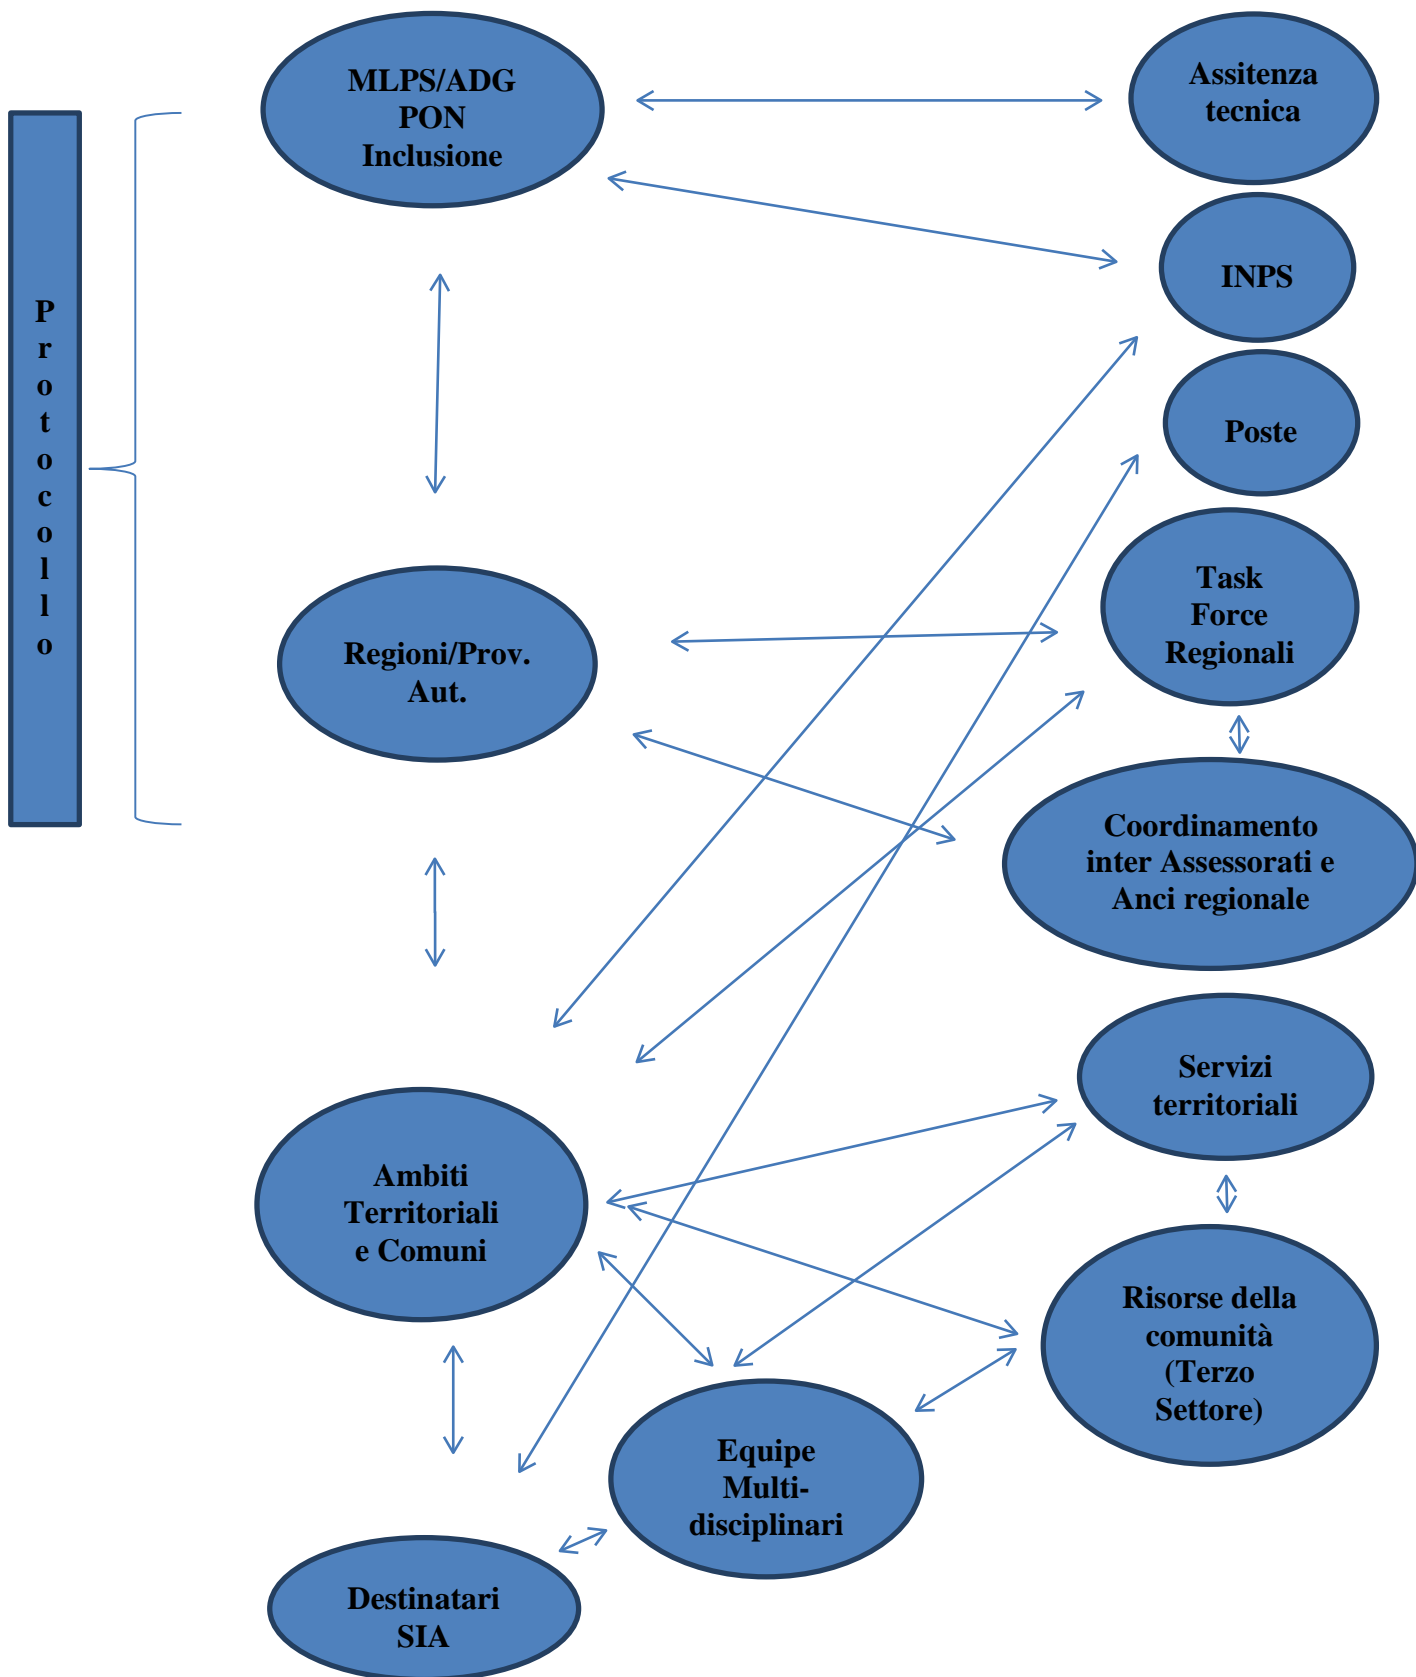 MLPS/ADG
PON
Inclusione
Assitenza
tecnica
INPS
P
r
o
t
o
c
o
l
l
o
Poste
Task
Force
Regionali
Regioni/Prov.
Aut.
Coordinamento
inter Assessorati e
Anci regionale
Servizi
territoriali
Ambiti
Territoriali
e Comuni
Risorse della
comunità
(Terzo
Settore)
Equipe
Multi-
disciplinari
Destinatari
SIA